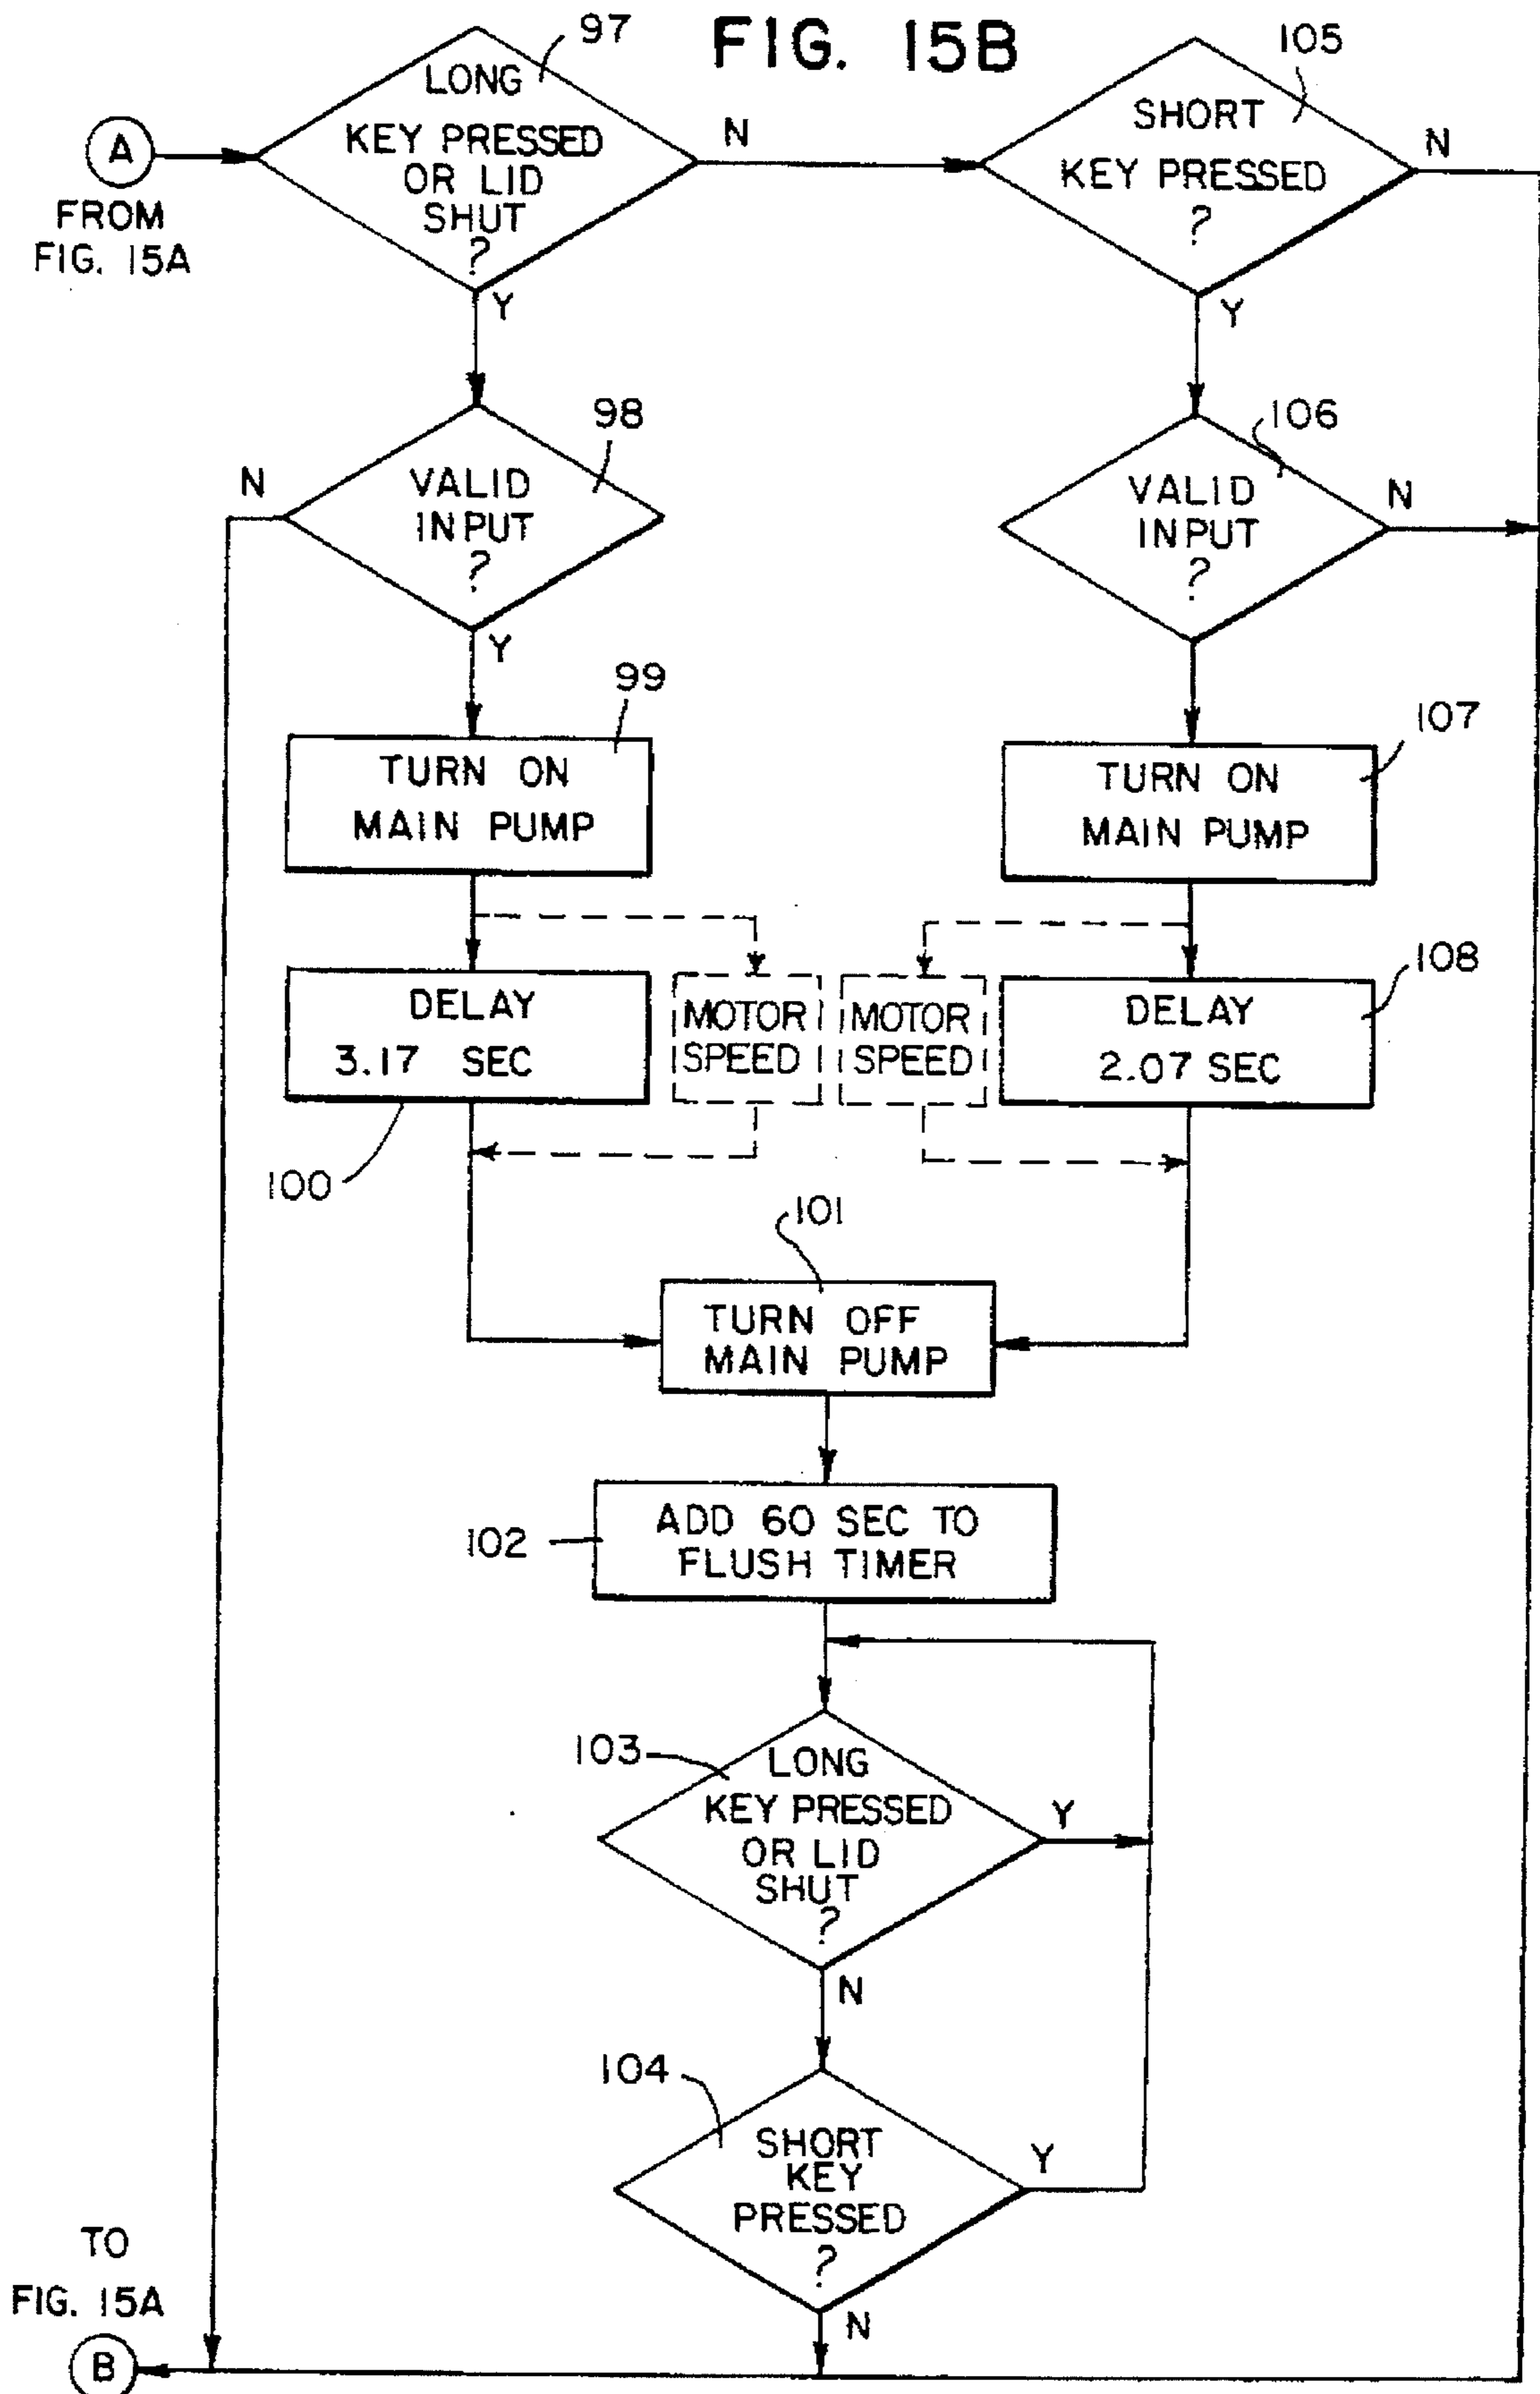 FIG. 15B
97
LONG
KEY PRESSED
OR LID
SHUT
?
N
Y
A
FROM
FIG. 15A
105
SHORT
KEY PRESSED
?
N
Y
98
VALID
INPUT
?
N
Y
106
VALID
INPUT
?
N
99
TURN ON
MAIN PUMP
107
TURN ON
MAIN PUMP
DELAY
3.17 SEC
100
MOTOR
SPEED
MOTOR
SPEED
108
DELAY
2.07 SEC
101
TURN OFF
MAIN PUMP
102
ADD 60 SEC TO
FLUSH TIMER
103
LONG
KEY PRESSED
OR LID
SHUT
?
Y
N
104
SHORT
KEY
PRESSED
?
Y
N
TO
FIG. 15A
B